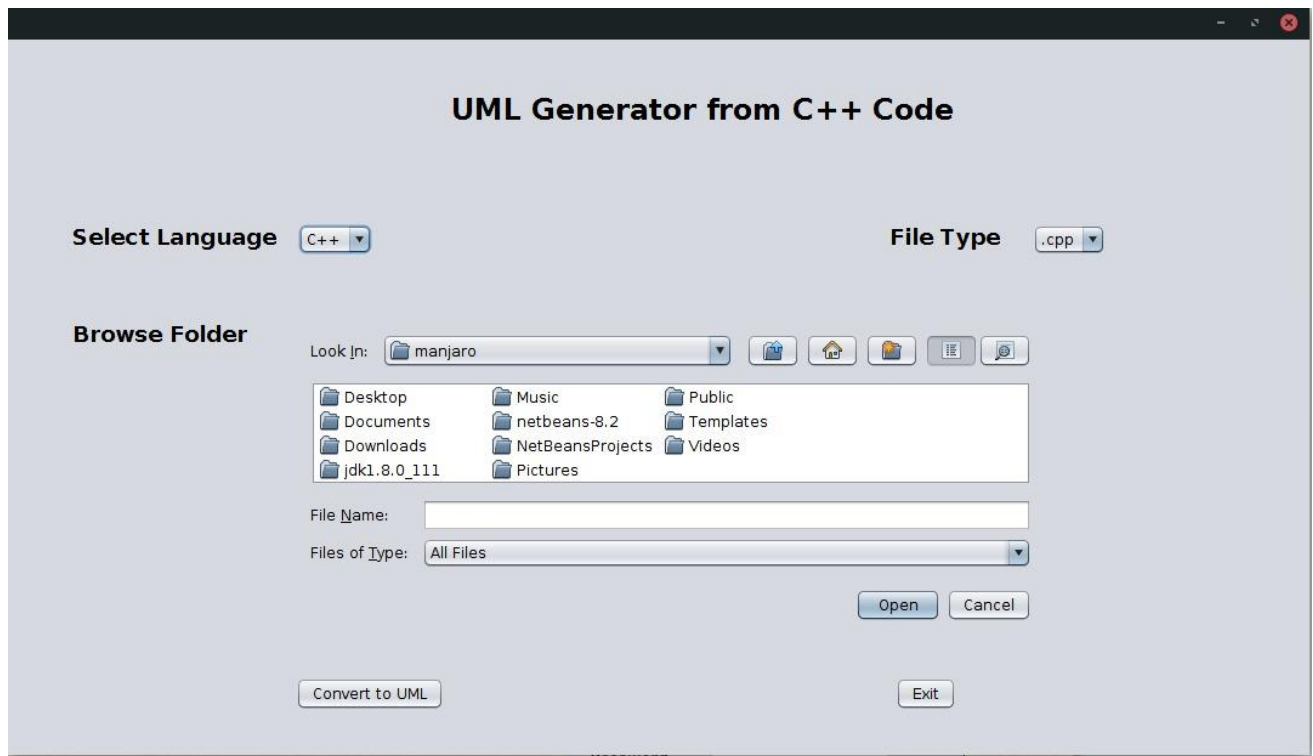 UML Generator from C++ Code
Select Language C++ File Type .cpp
Browse Folder
Look In: manjaro
Desktop Music Public
Documents netbeans-8.2 Templates
Downloads NetBeansProjects Videos
jdk1.8.0_111 Pictures
File Name:
Files of Type: All Files
Open Cancel
Convert to UML Exit